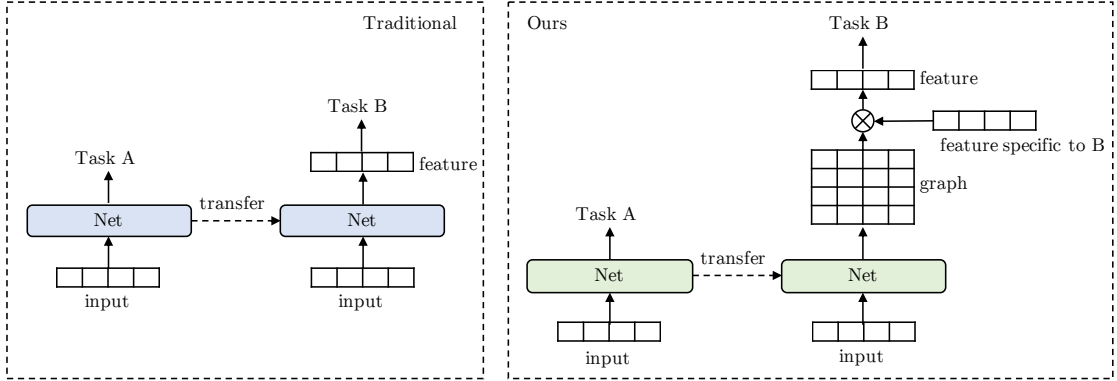 Traditional
Task B
Task A
feature
transfer
Net
Net
input
input
Ours
Task B
feature
feature specific to B
graph
Task A
transfer
Net
Net
input
input